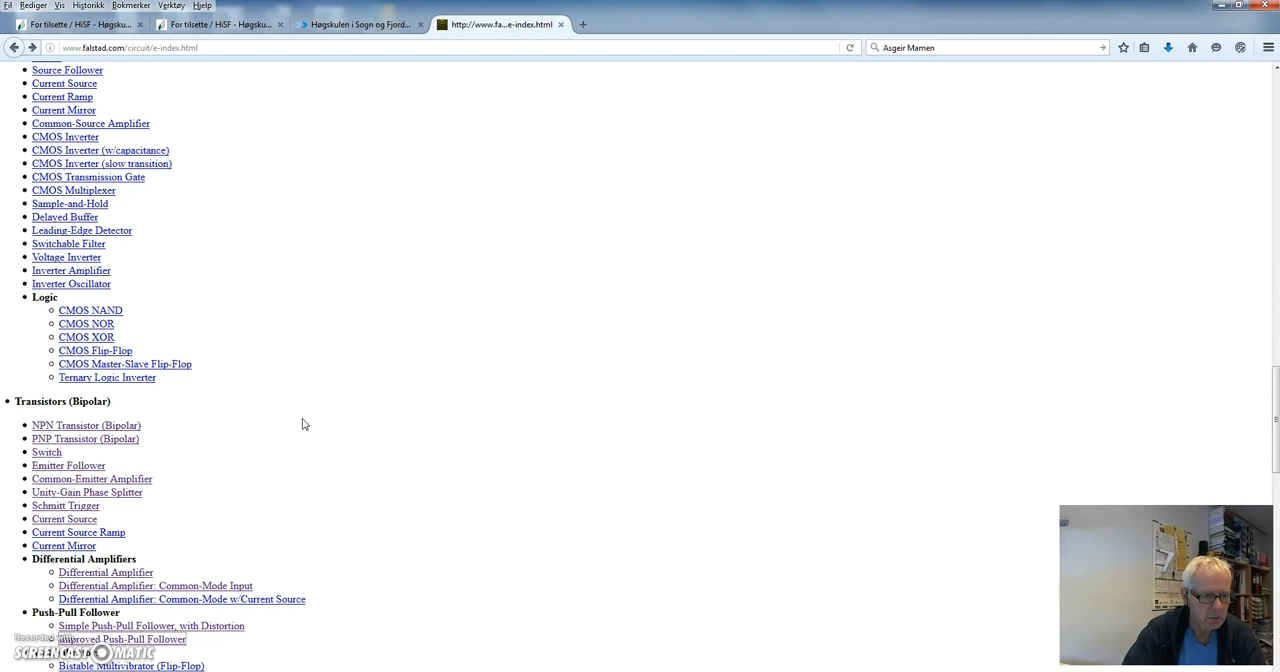 Fil Rediger Vis Historikk Bokmerker Verktøy Hjelp
For tilsette / HiSF - Høgsku... × For tilsette / HiSF - Høgsku... × Høgskulen i Sogn og Fjord... × http://www.fa...e-index.html × +
www.falstad.com/circuit/e-index.html Asgeir Mamen
Source Follower
Current Source
Current Ramp
Current Mirror
Common-Source Amplifier
CMOS Inverter
CMOS Inverter (w/capacitance)
CMOS Inverter (slow transition)
CMOS Transmission Gate
CMOS Multiplexer
Sample-and-Hold
Delayed Buffer
Leading-Edge Detector
Switchable Filter
Voltage Inverter
Inverter Amplifier
Inverter Oscillator
Logic
CMOS NAND
CMOS NOR
CMOS XOR
CMOS Flip-Flop
CMOS Master-Slave Flip-Flop
Ternary Logic Inverter
Transistors (Bipolar)
NPN Transistor (Bipolar)
PNP Transistor (Bipolar)
Switch
Emitter Follower
Common-Emitter Amplifier
Unity-Gain Phase Splitter
Schmitt Trigger
Current Source
Current Source Ramp
Current Mirror
Differential Amplifiers
Differential Amplifier
Differential Amplifier: Common-Mode Input
Differential Amplifier: Common-Mode w/Current Source
Push-Pull Follower
Simple Push-Pull Follower, with Distortion
Improved Push-Pull Follower
Recorded with
SCREENCAST-O-MATIC
Bistable Multivibrator (Flip-Flop)